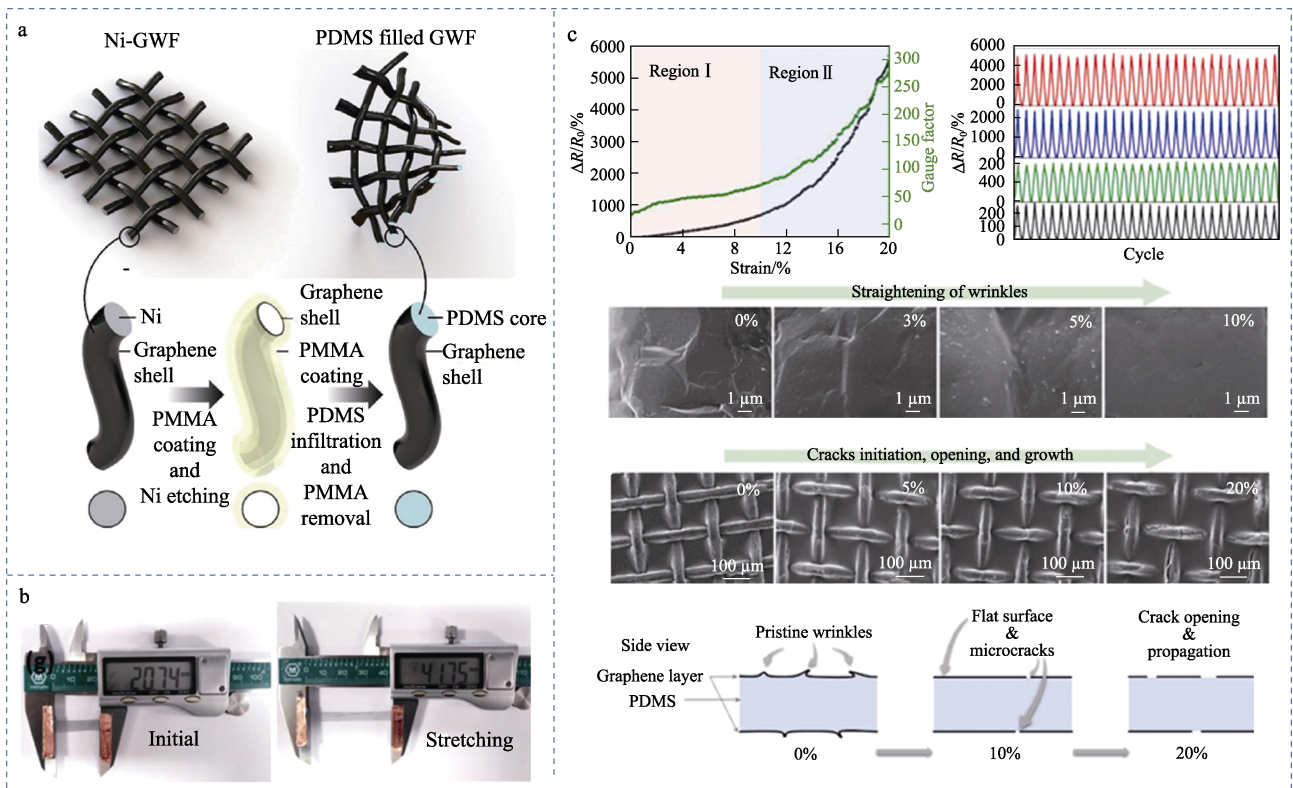 a
Ni-GWF
PDMS filled GWF
Ni
Graphene
shell
PMMA
coating
and
Ni etching
Graphene
shell
PMMA
coating
PDMS
infiltration
and
PMMA
removal
PDMS core
Graphene
shell
b
(g)
2074
Initial
4175
Stretching
c
6000
5000
4000
3000
2000
1000
0
ΔR/R₀/%
Region Ⅰ
Region Ⅱ
300
250
200
150
100
50
0
Gauge factor
0
4
8
12
16
20
Strain/%
6000
4000
2000
0
2000
1000
0
200
400
0
200
100
0
ΔR/R₀/%
Cycle
Straightening of wrinkles
0%
3%
5%
10%
1 μm
1 μm
1 μm
1 μm
Cracks initiation, opening, and growth
0%
5%
10%
20%
100 μm
100 μm
100 μm
100 μm
Side view
Graphene layer
PDMS
Pristine wrinkles
Flat surface
&
microcracks
Crack opening
&
propagation
0%
10%
20%